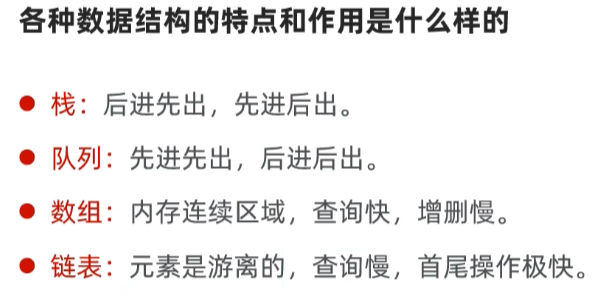 各种数据结构的特点和作用是什么样的
● 栈：后进先出，先进后出。
● 队列：先进先出，后进后出。
● 数组：内存连续区域，查询快，增删慢。
● 链表：元素是游离的，查询慢，首尾操作极快。